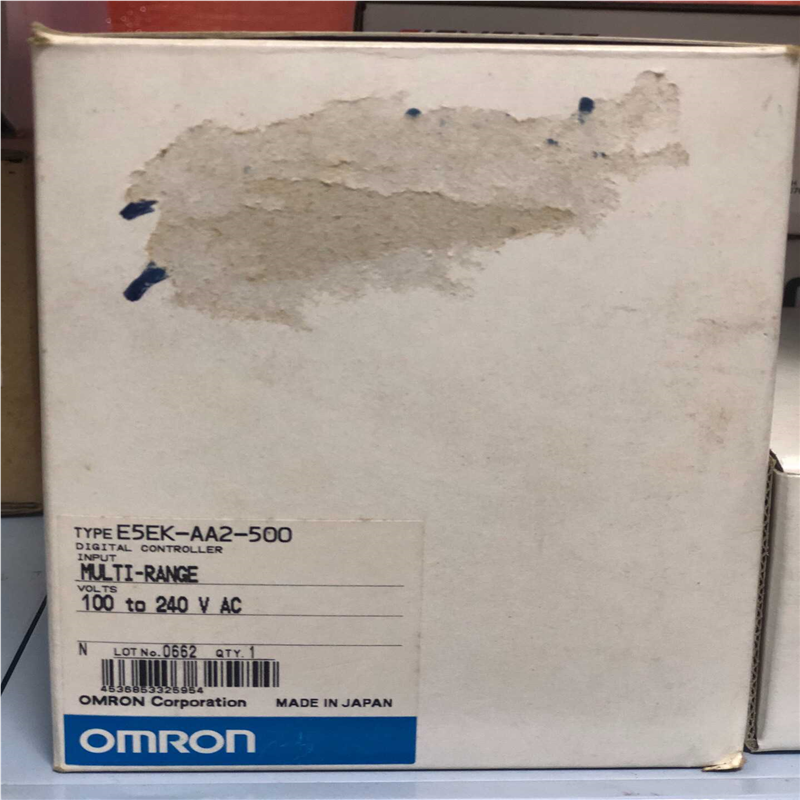 TYPE E5EK-AA2-500
DIGITAL CONTROLLER
INPUT
MULTI-RANGE
VOLTS
100 to 240 V AC
N LOT No. 0662 QTY. 1
4536853325954
OMRON Corporation MADE IN JAPAN
OMRON